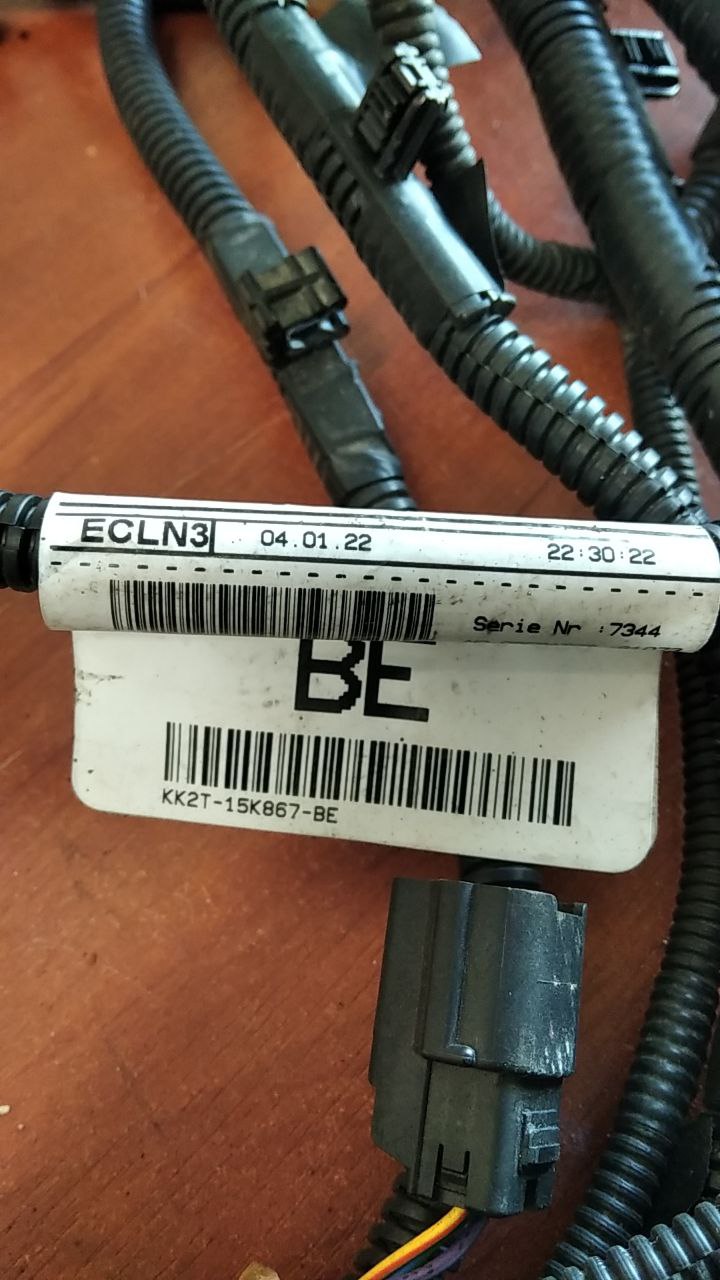 ECLN3 04.01.22 22:30:22
Serie Nr :7344
BE
KK2T-15K867-BE